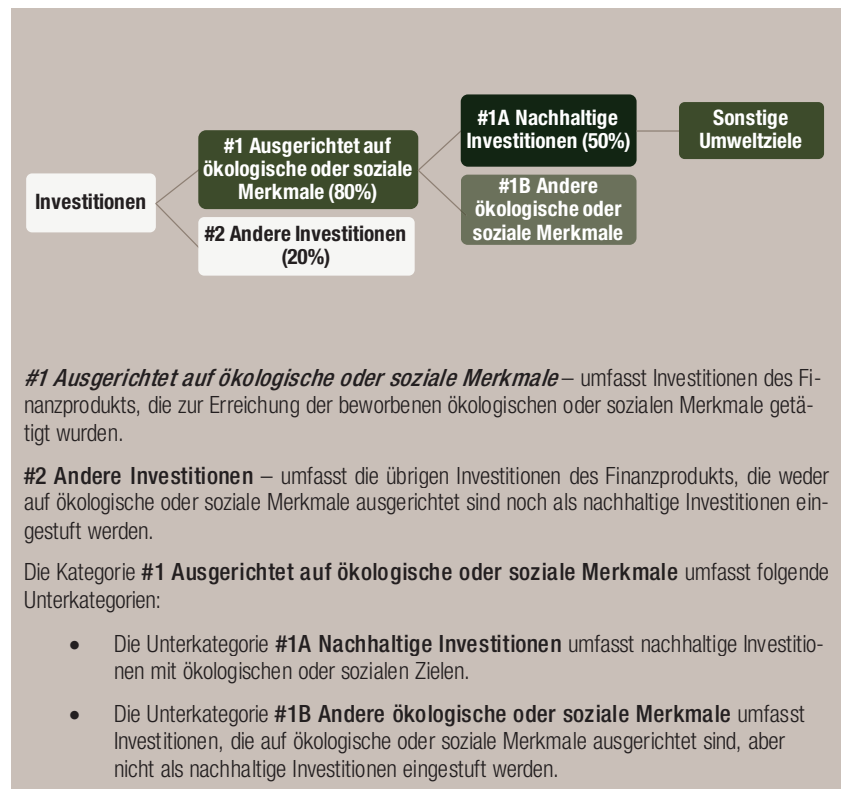 Investitionen
#1 Ausgerichtet auf
ökologische oder soziale
Merkmale (80%)
#2 Andere Investitionen
(20%)
#1A Nachhaltige
Investitionen (50%)
#1B Andere
ökologische oder
soziale Merkmale
Sonstige
Umweltziele
#1 Ausgerichtet auf ökologische oder soziale Merkmale – umfasst Investitionen des Fi-
nanzprodukts, die zur Erreichung der beworbenen ökologischen oder sozialen Merkmale getä-
tigt wurden.
#2 Andere Investitionen – umfasst die übrigen Investitionen des Finanzprodukts, die weder
auf ökologische oder soziale Merkmale ausgerichtet sind noch als nachhaltige Investitionen ein-
gestuft werden.
Die Kategorie #1 Ausgerichtet auf ökologische oder soziale Merkmale umfasst folgende
Unterkategorien:
• Die Unterkategorie #1A Nachhaltige Investitionen umfasst nachhaltige Investitio-
nen mit ökologischen oder sozialen Zielen.
• Die Unterkategorie #1B Andere ökologische oder soziale Merkmale umfasst
Investitionen, die auf ökologische oder soziale Merkmale ausgerichtet sind, aber
nicht als nachhaltige Investitionen eingestuft werden.